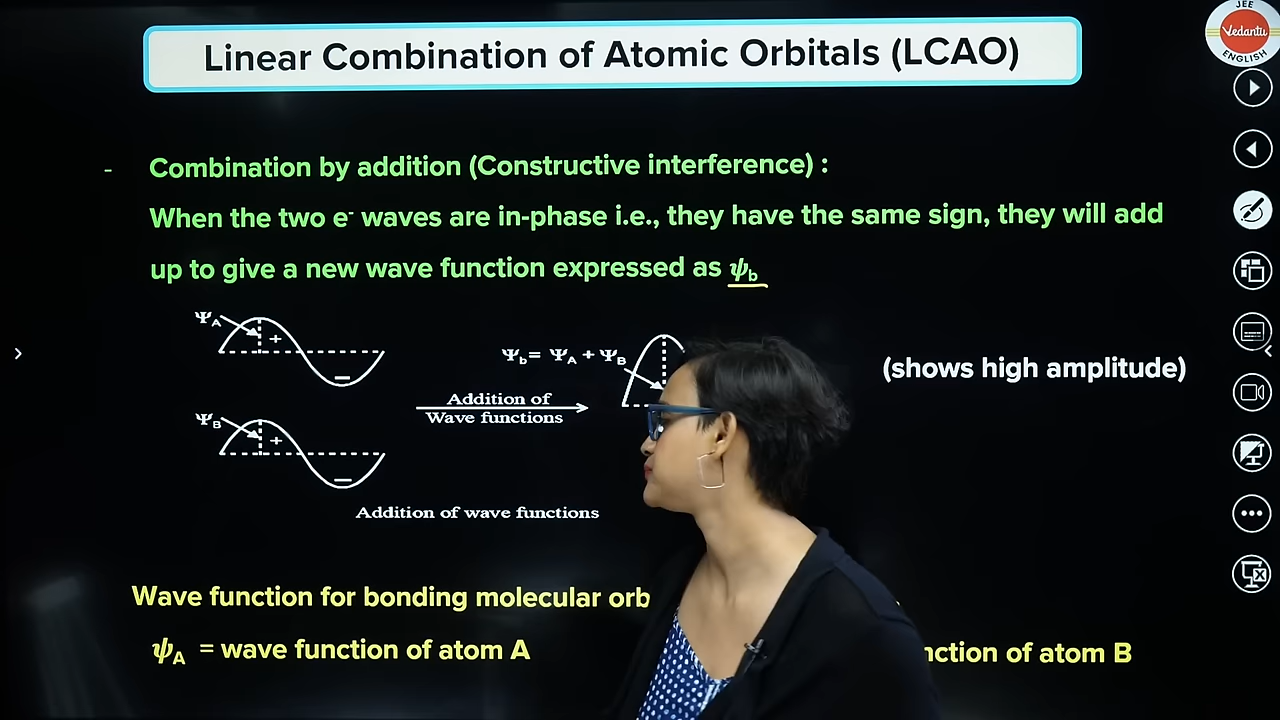 Linear Combination of Atomic Orbitals (LCAO)
JEE
Vedantu
ENGLISH
- Combination by addition (Constructive interference) :
When the two e⁻ waves are in-phase i.e., they have the same sign, they will add
up to give a new wave function expressed as ψb
ΨA
+
−
Ψb = ΨA + ΨB
(shows high amplitude)
Addition of
Wave functions
ΨB
+
−
Addition of wave functions
Wave function for bonding molecular orb
ψA = wave function of atom A
nction of atom B